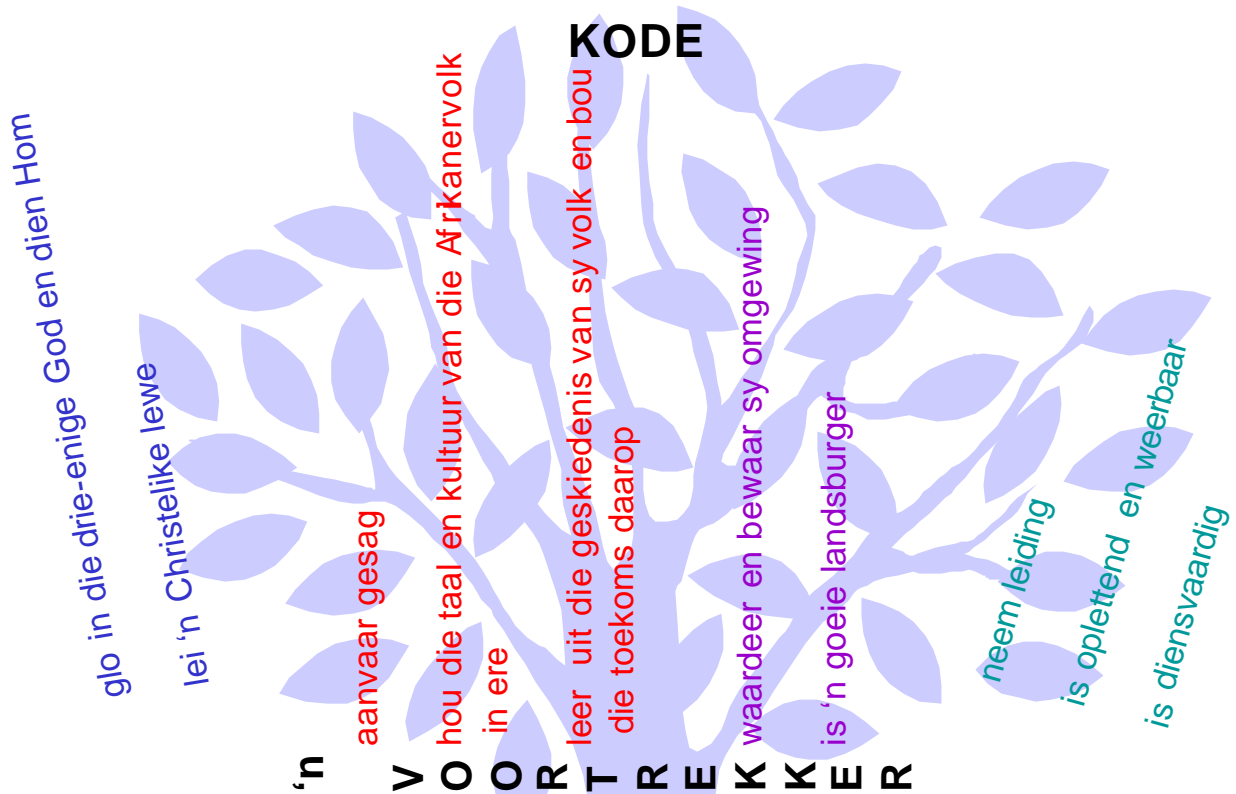 KODE
glo in die drie-enige God en dien Hom
lei ‘n Christelike lewe
aanvaar gesag
hou die taal en kultuur van die Afrikanervolk
in ere
leer uit die geskiedenis van sy volk en bou
die toekoms daarop
waardeer en bewaar sy omgewing
is ‘n goeie landsburger
neem leiding
is oplettend en weerbaar
is diensvaardig
‘n VOORTREKKER